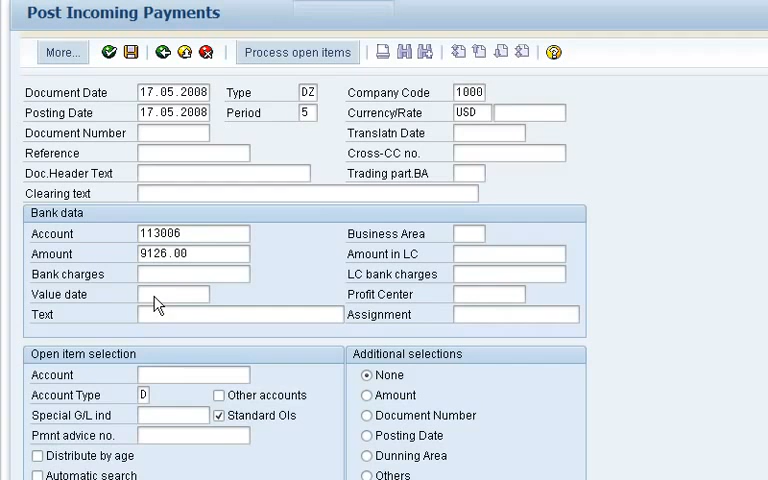 Post Incoming Payments
More... Process open items
Document Date 17.05.2008 Type DZ Company Code 1000
Posting Date 17.05.2008 Period 5 Currency/Rate USD
Document Number Translatn Date
Reference Cross-CC no.
Doc.Header Text Trading part.BA
Clearing text
Bank data
Account 113006 Business Area
Amount 9126.00 Amount in LC
Bank charges LC bank charges
Value date Profit Center
Text Assignment
Open item selection Additional selections
Account None
Account Type D Other accounts Amount
Special G/L ind Standard OIs Document Number
Pmnt advice no. Posting Date
Distribute by age Dunning Area
Automatic search Others